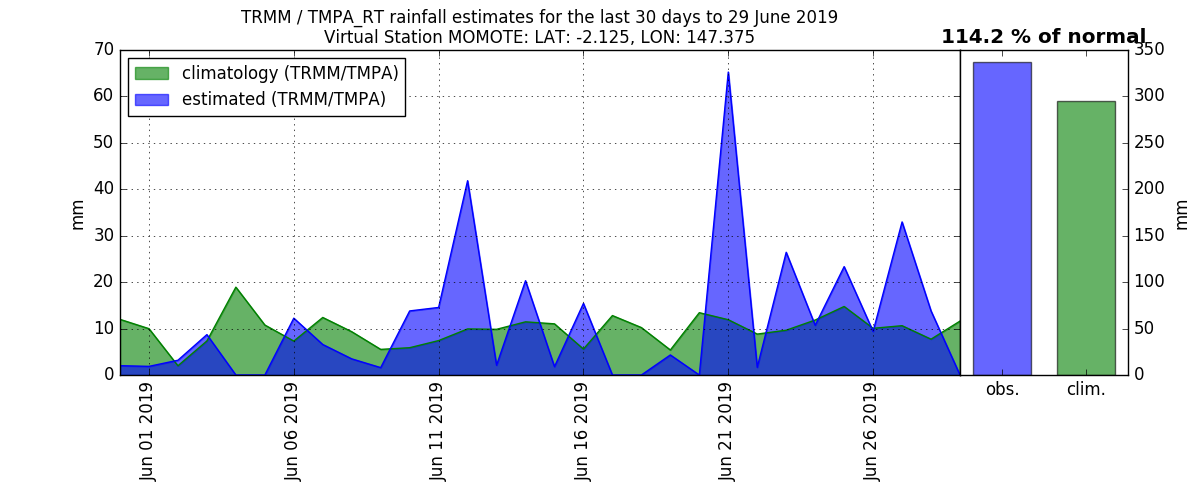 TRMM / TMPA_RT rainfall estimates for the last 30 days to 29 June 2019
Virtual Station MOMOTE: LAT: -2.125, LON: 147.375
114.2 % of normal
climatology (TRMM/TMPA)
estimated (TRMM/TMPA)
70
60
50
40
30
20
10
0
mm
Jun 01 2019
Jun 06 2019
Jun 11 2019
Jun 16 2019
Jun 21 2019
Jun 26 2019
obs.
clim.
350
300
250
200
150
100
50
0
mm